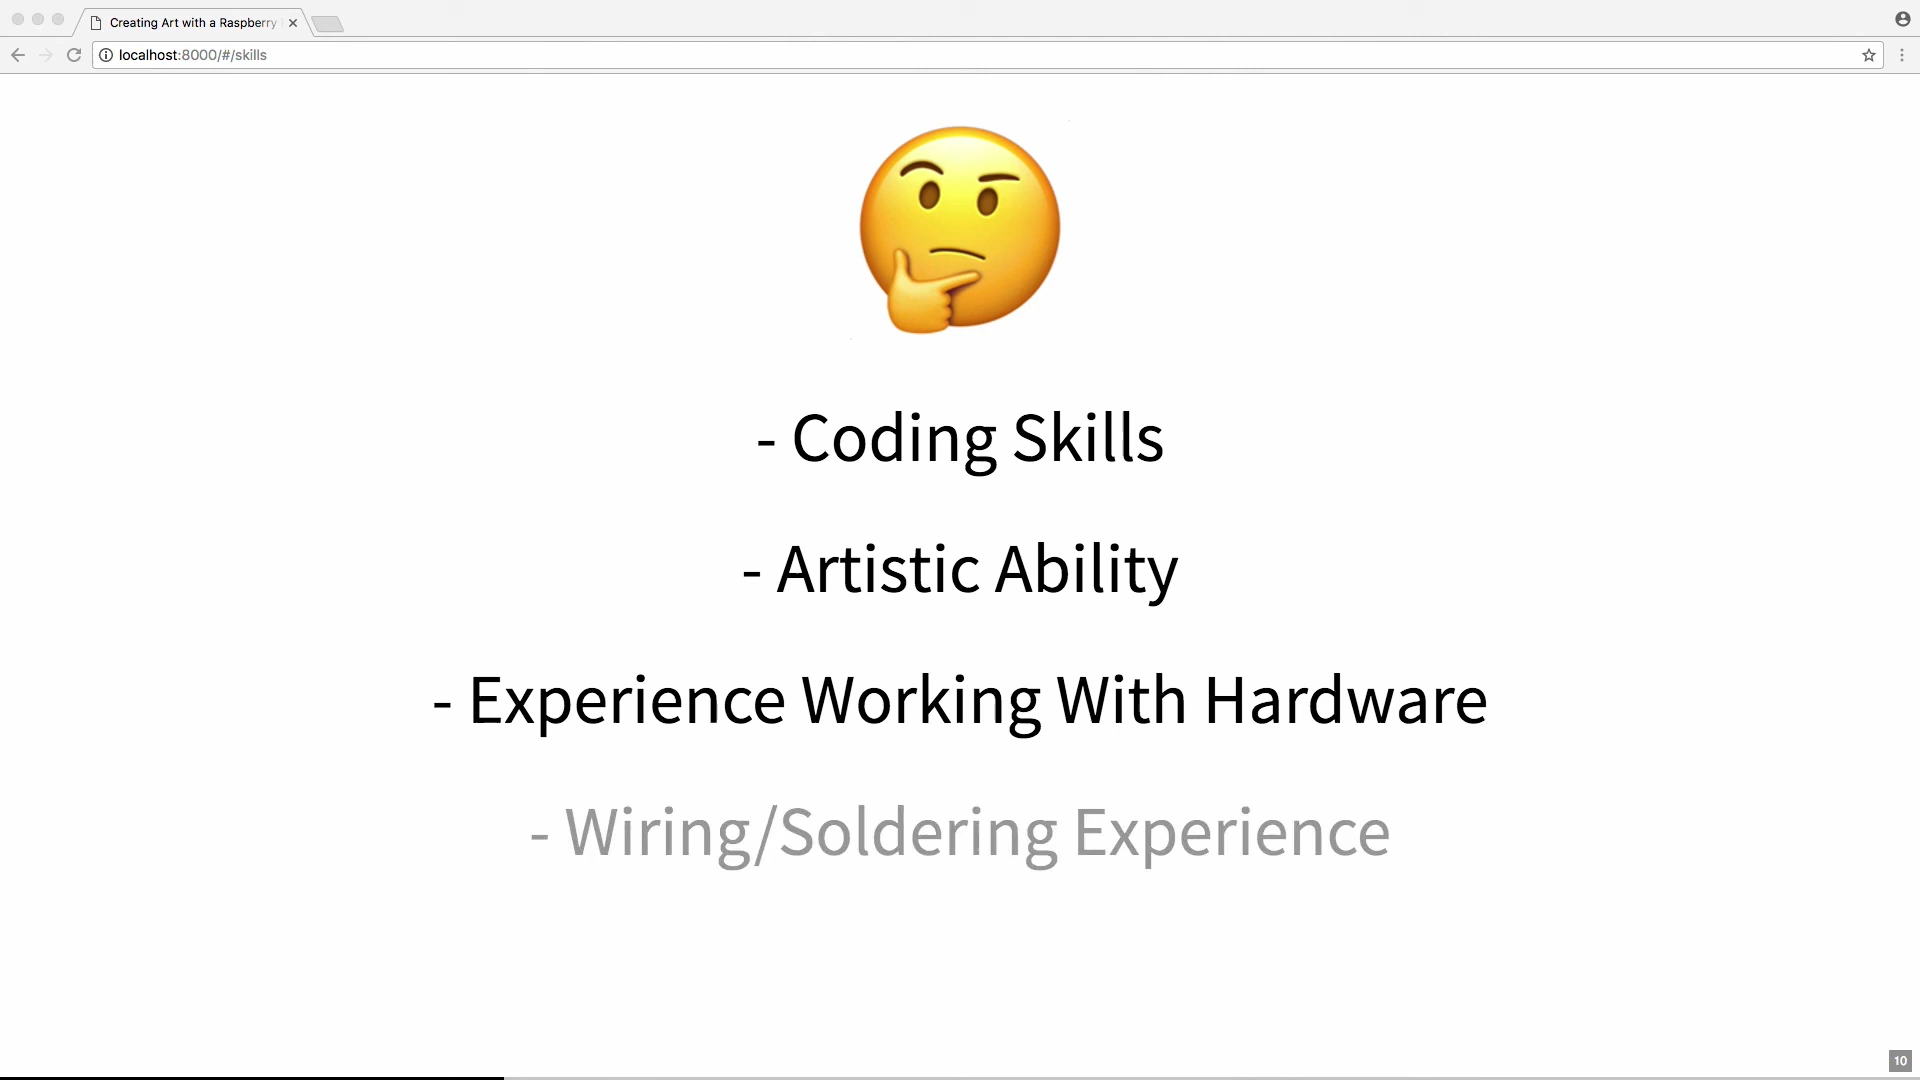 Creating Art with a Raspberry
localhost:8000/#/skills
- Coding Skills
- Artistic Ability
- Experience Working With Hardware
- Wiring/Soldering Experience
10